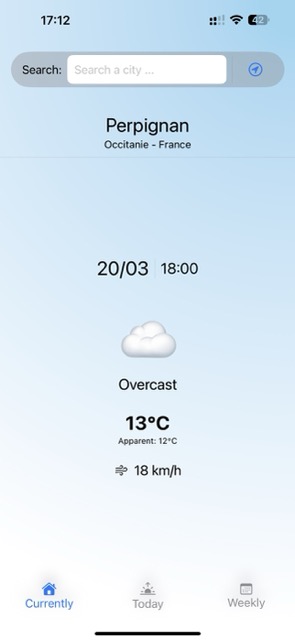 17:12
42
Search: Search a city ...
Perpignan
Occitanie - France
20/03 18:00
Overcast
13°C
Apparent: 12°C
18 km/h
Currently Today Weekly